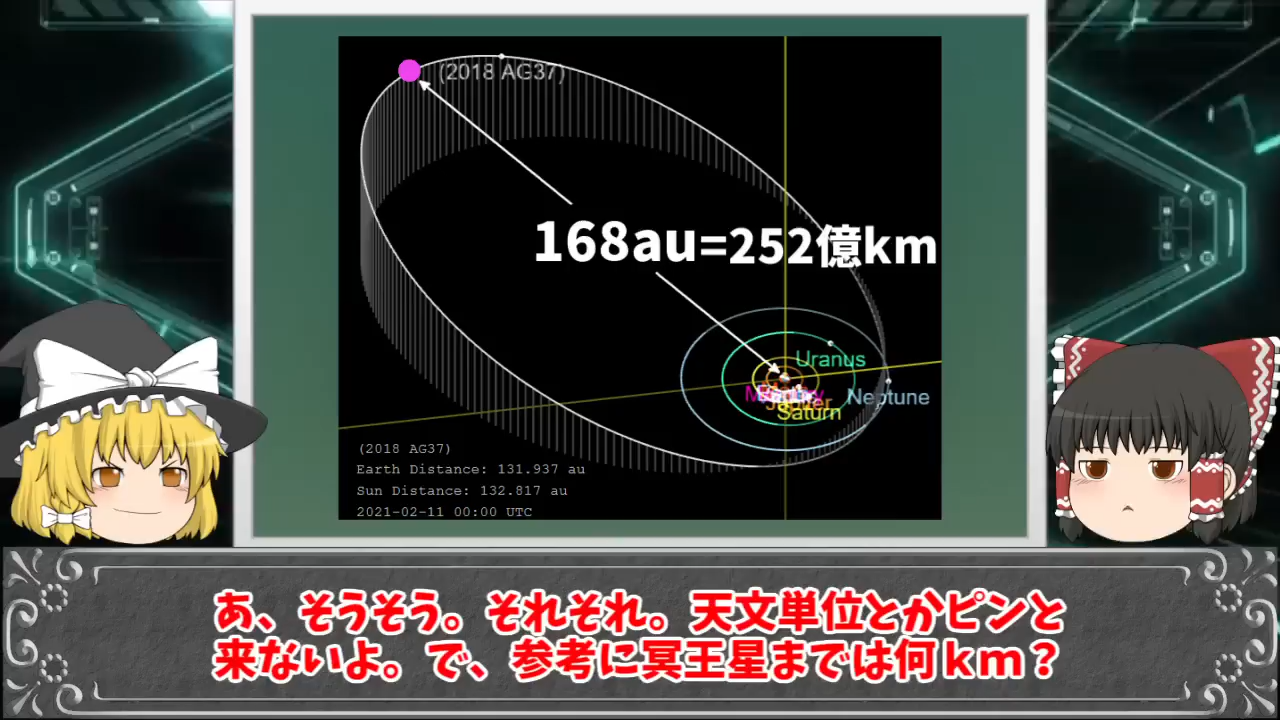 (2018 AG37)
168au=252億km
Uranus
Neptune
Saturn
(2018 AG37)
Earth Distance: 131.937 au
Sun Distance: 132.817 au
2021-02-11 00:00 UTC
あ、そうそう。それそれ。天文単位とかピンと
来ないよ。で、参考に冥王星までは何km？